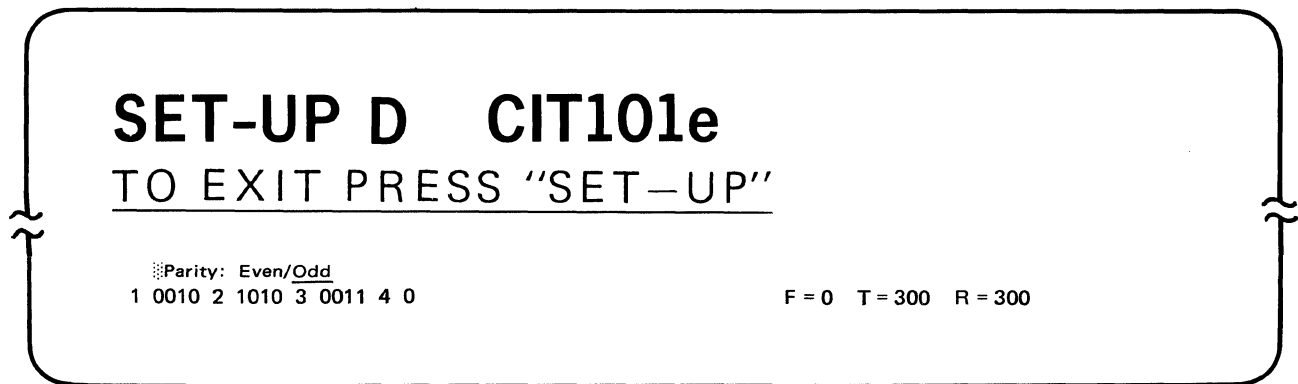 SET-UP D CIT101e
TO EXIT PRESS “SET-UP”
Parity: Even/Odd
1 0010 2 1010 3 0011 4 0 F = 0 T = 300 R = 300